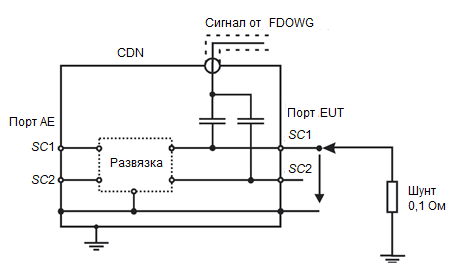 Сигнал от FDOWG
CDN
Порт AE
Порт EUT
SC1
SC1
Развязка
SC2
SC2
Шунт
0,1 Ом